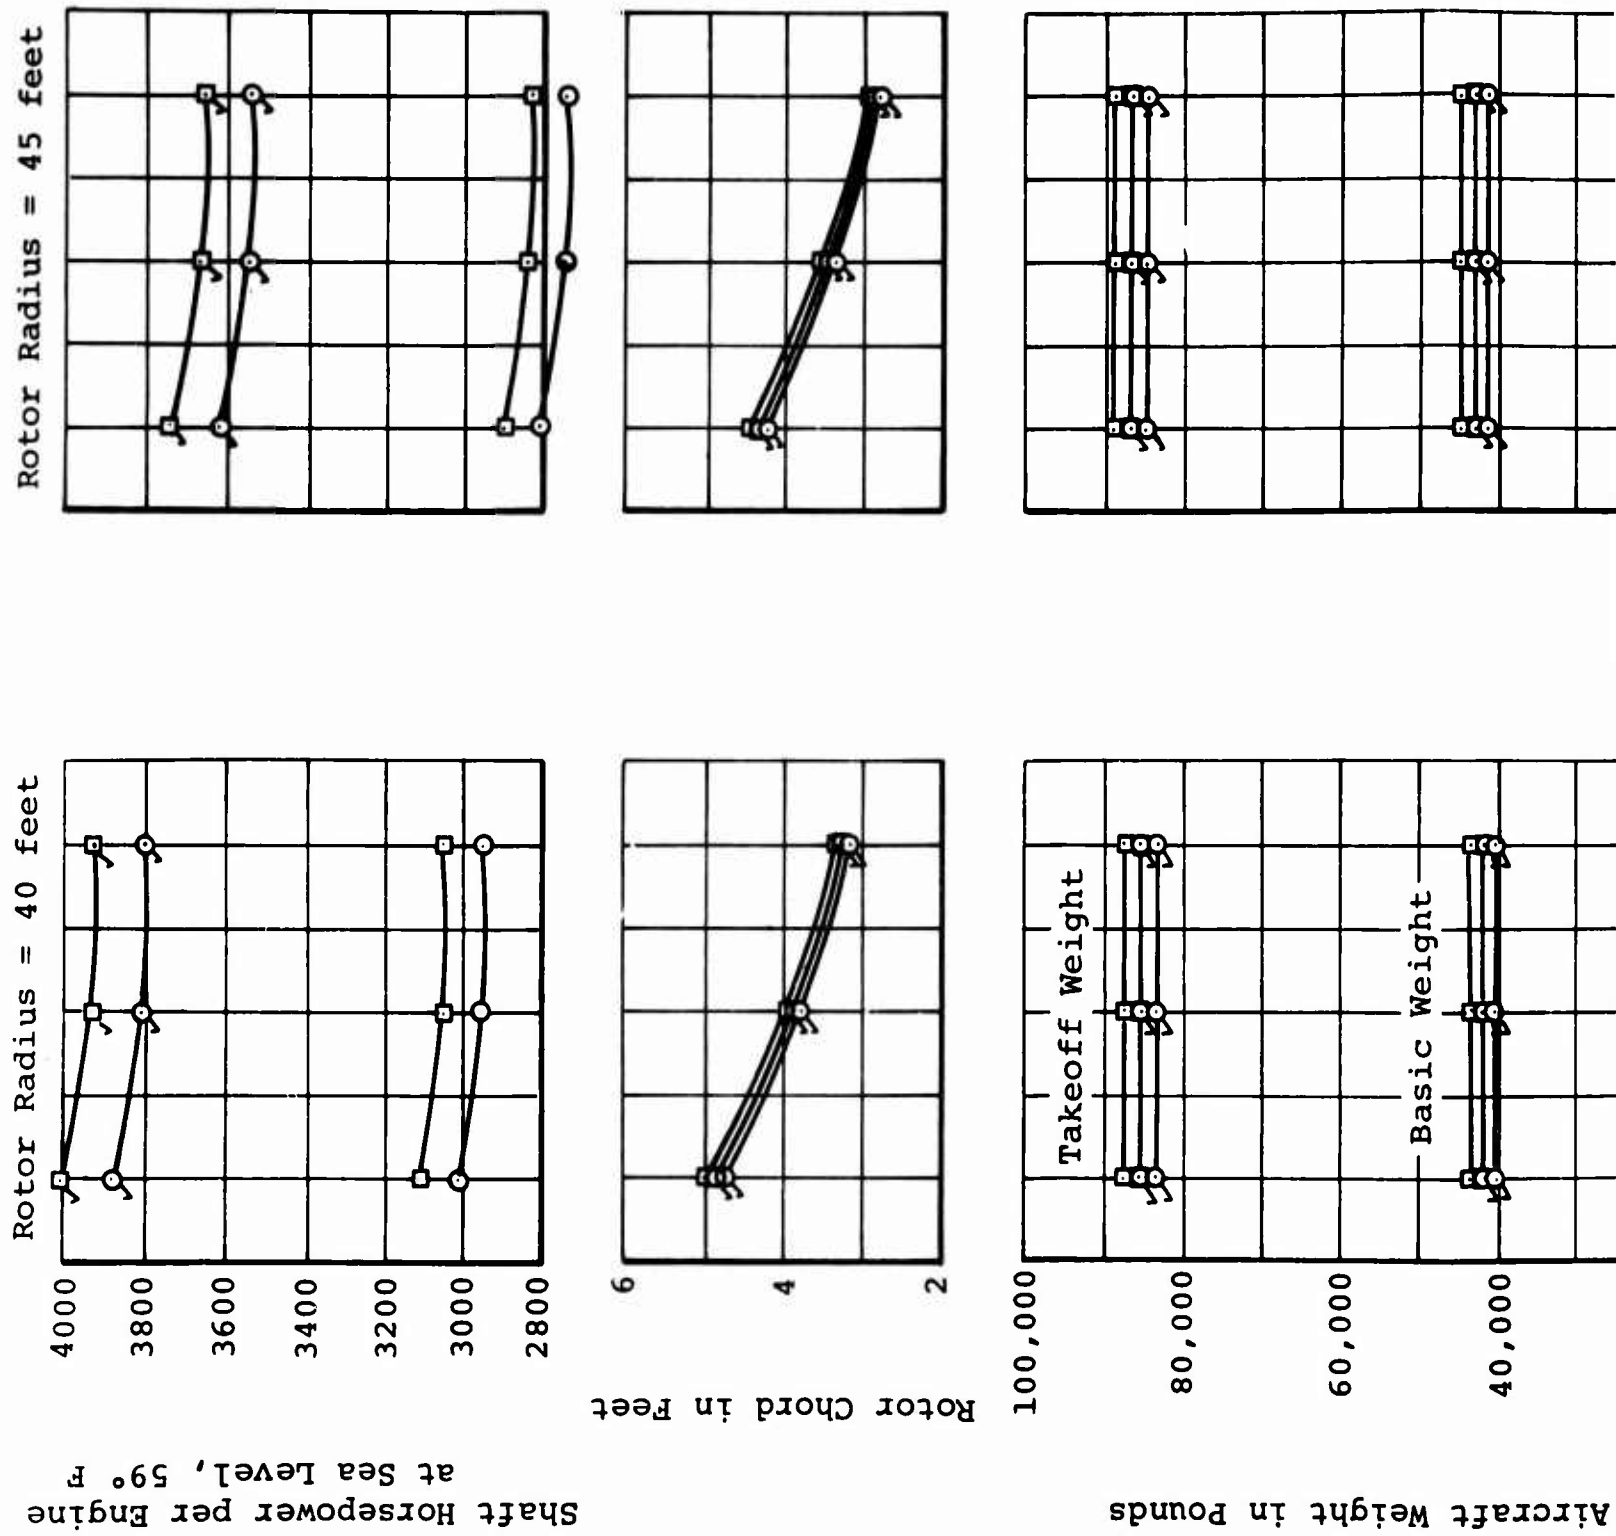 Rotor Radius = 40 feet
Rotor Radius = 45 feet
Shaft Horsepower per Engine
at Sea Level, 59° F
4000
3800
3600
3400
3200
3000
2800
Rotor Chord in Feet
6
4
2
Aircraft Weight in Pounds
100,000
80,000
60,000
40,000
Takeoff Weight
Basic Weight